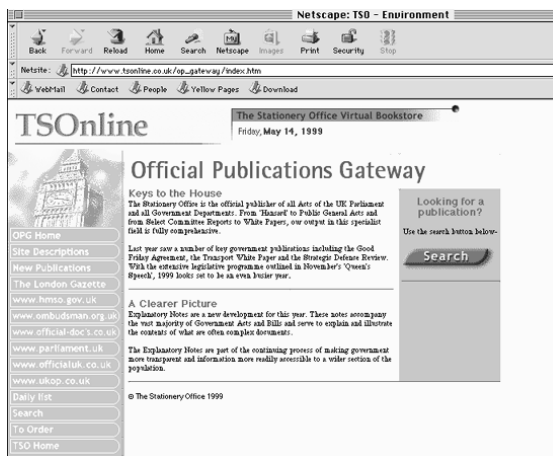 Netscape: TSO - Environment
Back Forward Reload Home Search Netscape Images Print Security Stop
Netsite: http://www.tsonline.co.uk/op_gateway/index.htm
WebMail Contact People Yellow Pages Download
TSOnline
The Stationery Office Virtual Bookstore
Friday, May 14, 1999
Official Publications Gateway
Keys to the House
The Stationery Office is the official publisher of all Acts of the UK Parliament
and all Government Departments. From 'Hansard' to Public General Acts and
from Select Committee Reports to White Papers, our output in this specialist
field is fully comprehensive.
Last year saw a number of key government publications including the Good
Friday Agreement, the Transport White Paper and the Strategic Defense Review.
With the extensive legislative programme outlined in November's 'Queen's
Speech', 1999 looks set to be an even busier year.
A Clearer Picture
Explanatory Notes are a new development for this year. These notes accompany
the vast majority of Government Acts and Bills and serve to explain and illustrate
the contents of what are often complex documents.
The Explanatory Notes are part of the continuing process of making government
more transparent and information more readily accessible to a wider section of the
population.
© The Stationery Office 1999
Looking for a
publication?
Use the search button below-
Search
OPG Home
Site Descriptions
New Publications
The London Gazette
www.hmso.gov.uk
www.ombudsman.org.uk
www.official-doc's.co.uk
www.parliament.uk
www.officialuk.co.uk
www.ukop.co.uk
Daily list
Search
To Order
TSO Home